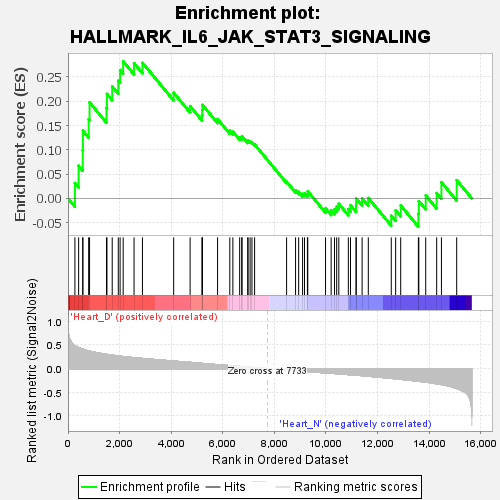 Enrichment plot:
HALLMARK_IL6_JAK_STAT3_SIGNALING
Enrichment score (ES)
0.25
0.20
0.15
0.10
0.05
0.00
-0.05
'Heart_D' (positively correlated)
Ranked list metric (Signal2Noise)
1.0
0.5
0.0
-0.5
-1.0
Zero cross at 7733
'Heart_N' (negatively correlated)
0 2,000 4,000 6,000 8,000 10,000 12,000 14,000 16,000
Rank in Ordered Dataset
Enrichment profile Hits Ranking metric scores